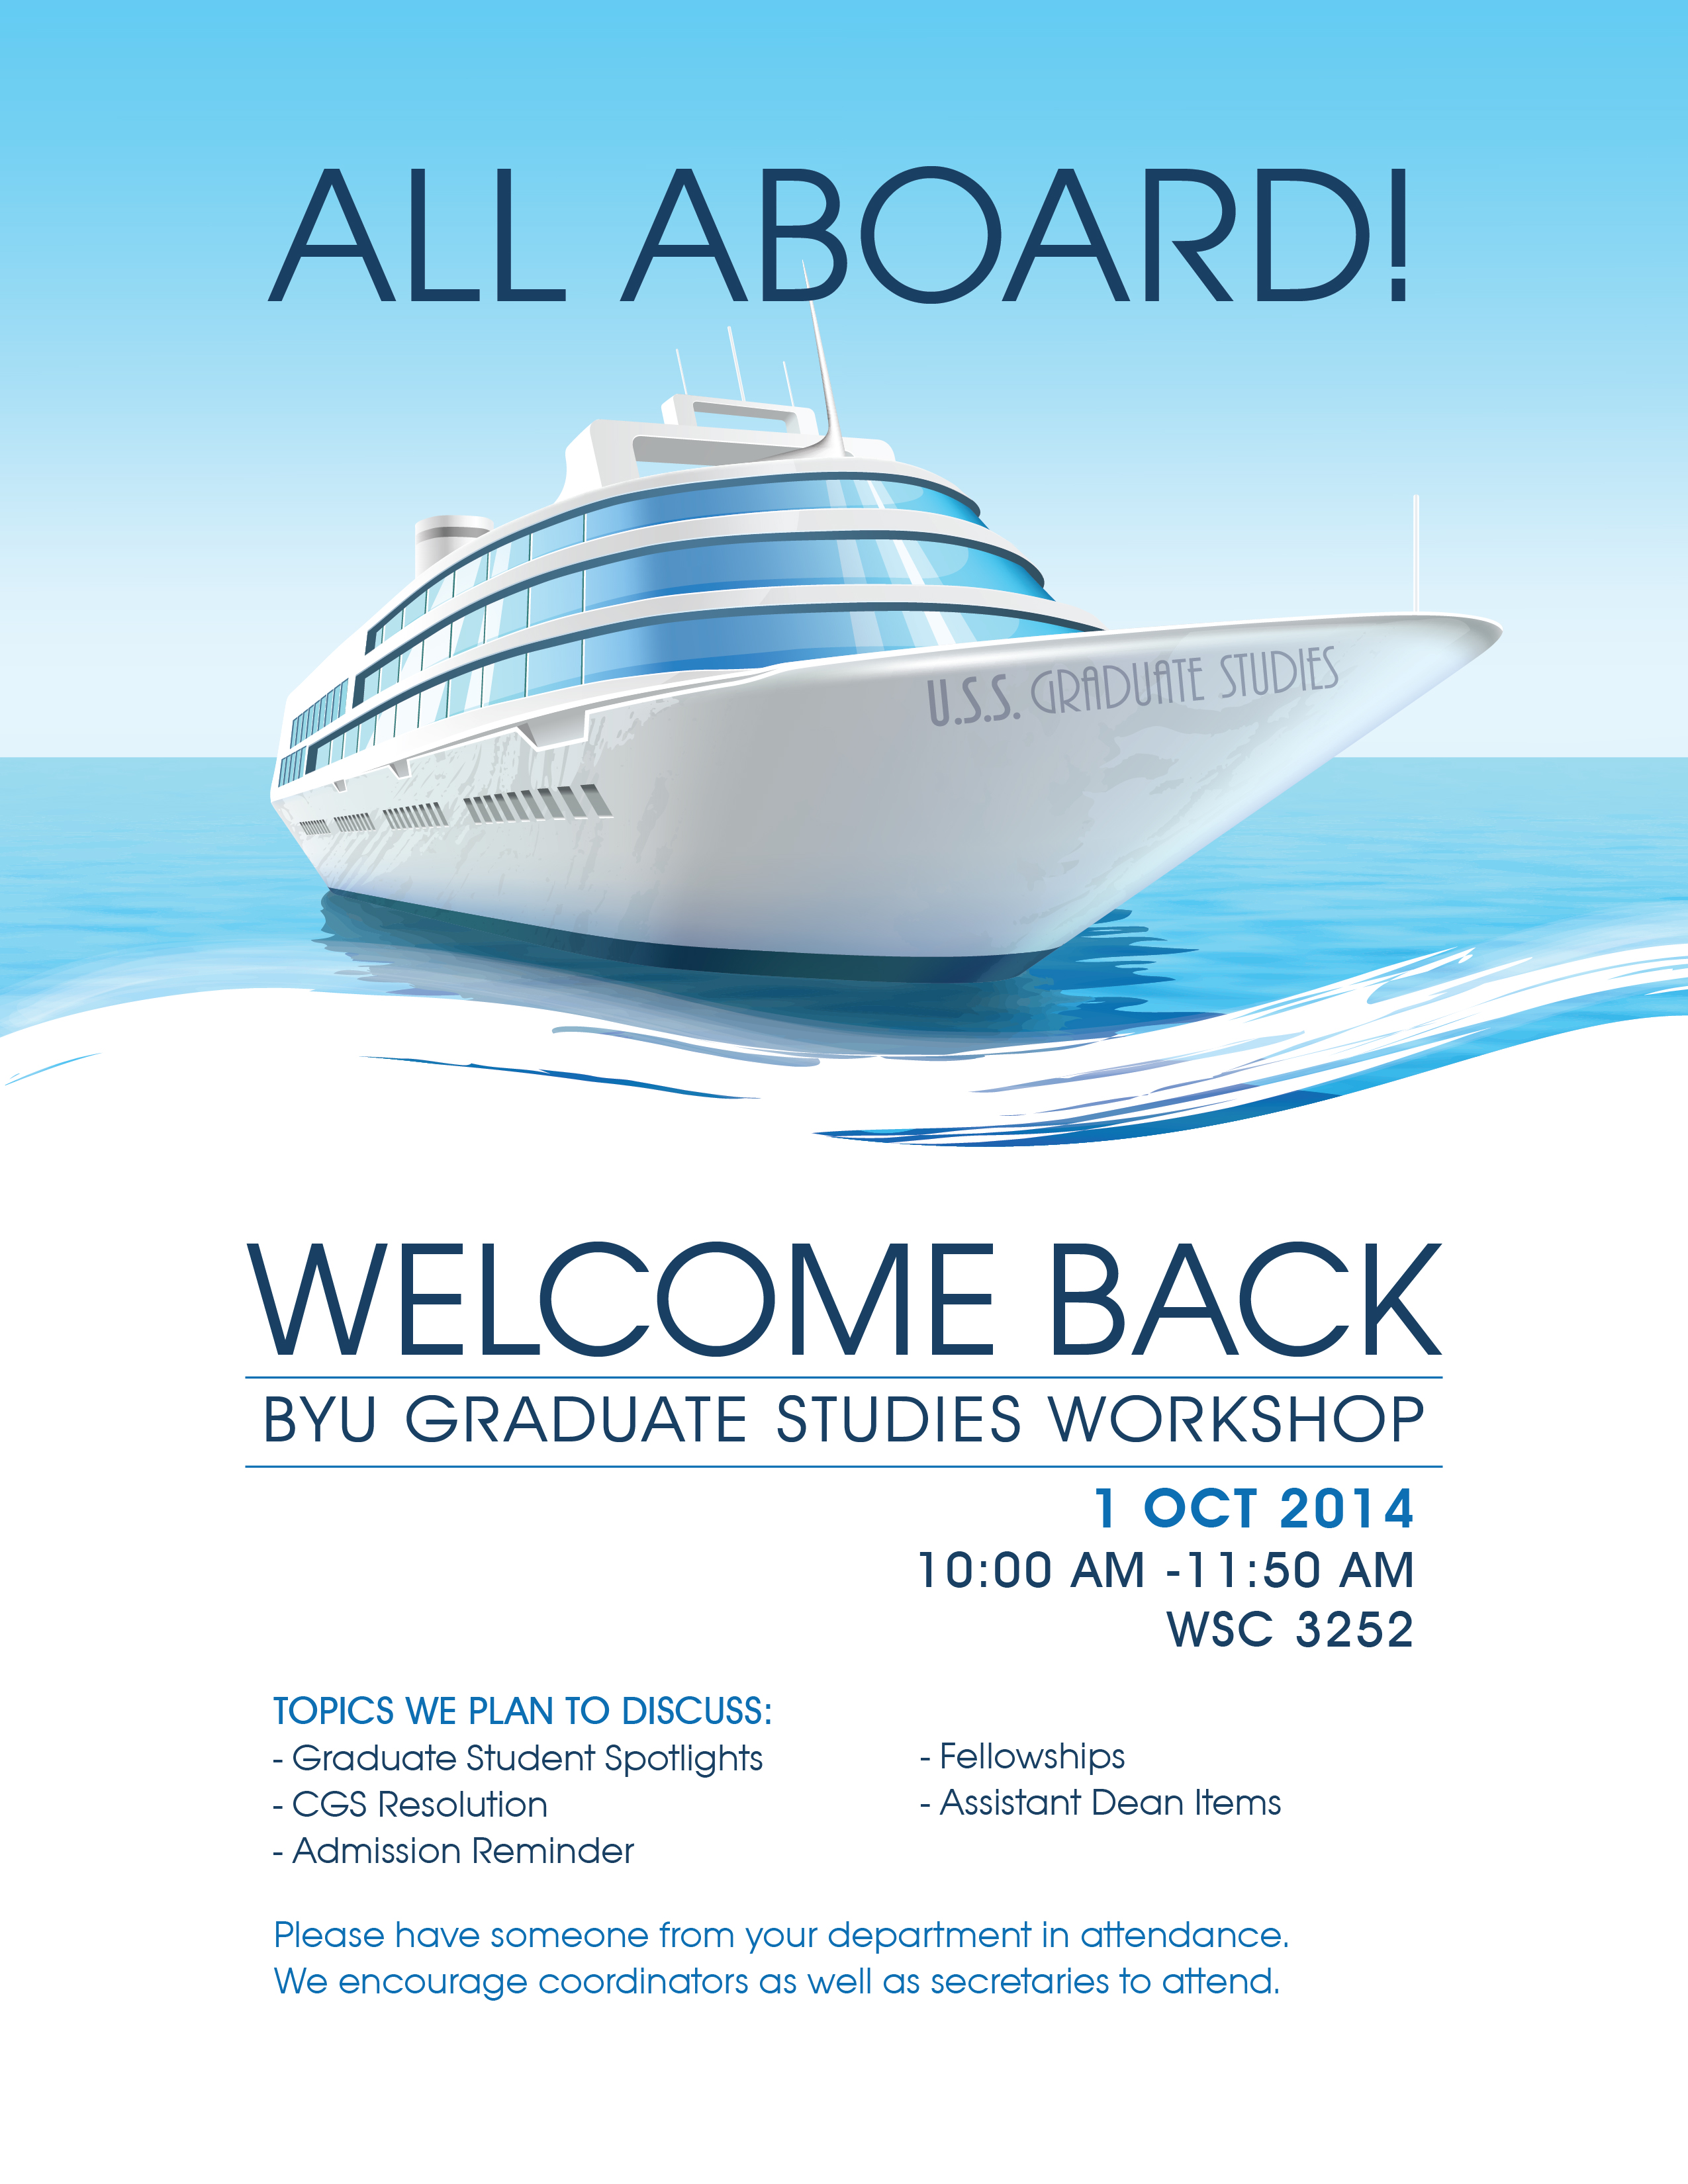 ALL ABOARD!
U.S.S. GRADUATE STUDIES
WELCOME BACK
BYU GRADUATE STUDIES WORKSHOP
1 OCT 2014
10:00 AM -11:50 AM
WSC 3252
TOPICS WE PLAN TO DISCUSS:
- Graduate Student Spotlights
- CGS Resolution
- Admission Reminder
- Fellowships
- Assistant Dean Items
Please have someone from your department in attendance.
We encourage coordinators as well as secretaries to attend.